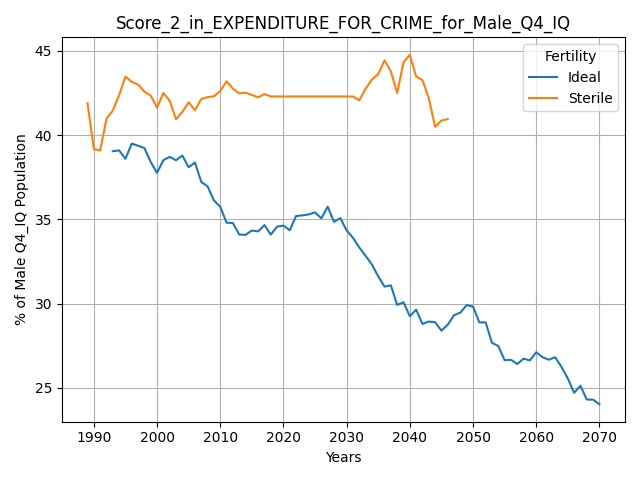 Score_2_in_EXPENDITURE_FOR_CRIME_for_Male_Q4_IQ
Fertility
Ideal
Sterile
% of Male Q4_IQ Population
45
40
35
30
25
1990 2000 2010 2020 2030 2040 2050 2060 2070
Years